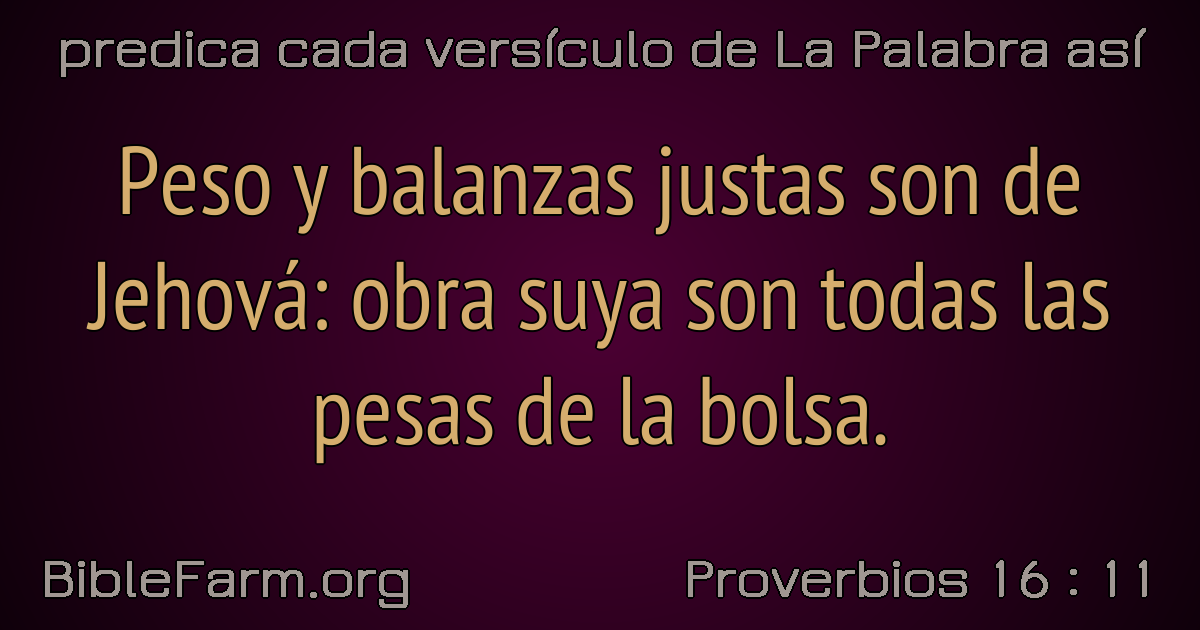 predica cada versículo de La Palabra así
Peso y balanzas justas son de
Jehová: obra suya son todas las
pesas de la bolsa.
BibleFarm.org
Proverbios 16 : 11